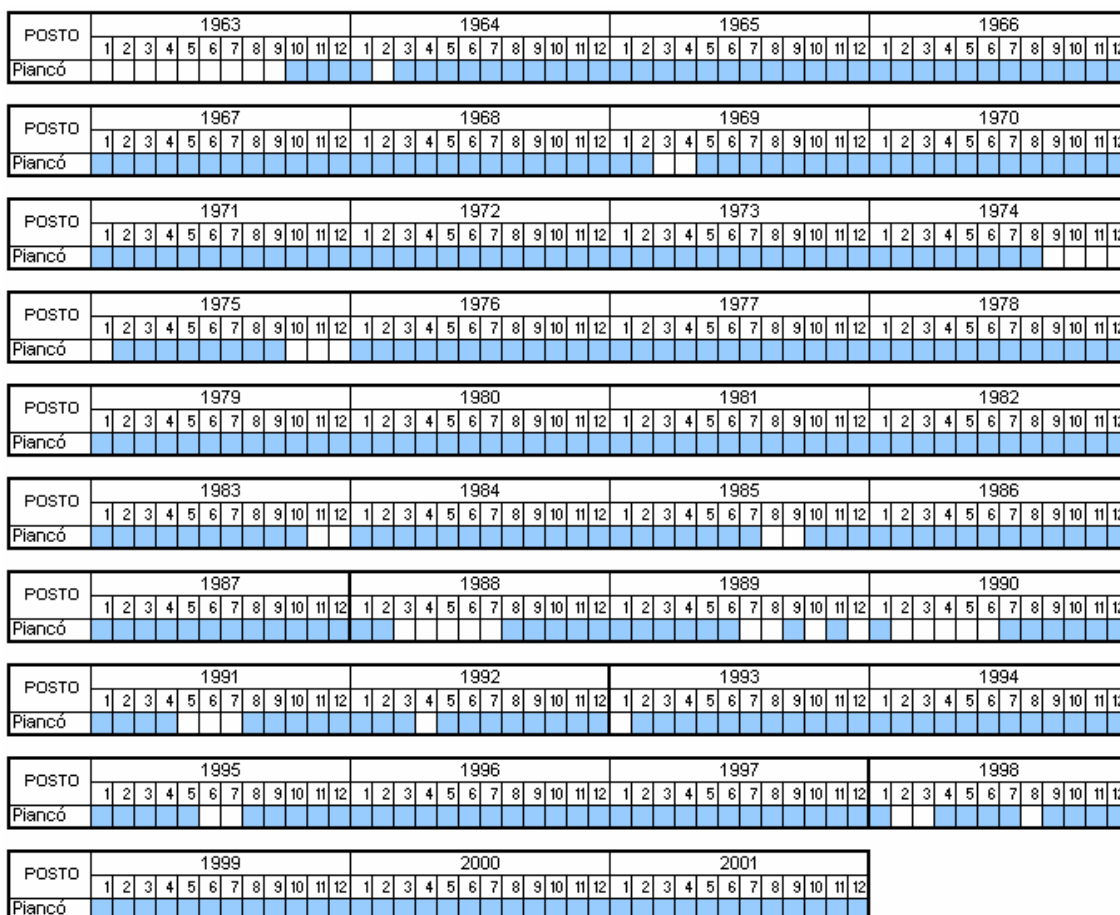 1963 1964 1965 1966
POSTO 1 2 3 4 5 6 7 8 9 10 11 12 1 2 3 4 5 6 7 8 9 10 11 12 1 2 3 4 5 6 7 8 9 10 11 12 1 2 3 4 5 6 7 8 9 10 11 12
Piancó
1967 1968 1969 1970
POSTO 1 2 3 4 5 6 7 8 9 10 11 12 1 2 3 4 5 6 7 8 9 10 11 12 1 2 3 4 5 6 7 8 9 10 11 12 1 2 3 4 5 6 7 8 9 10 11 12
Piancó
1971 1972 1973 1974
POSTO 1 2 3 4 5 6 7 8 9 10 11 12 1 2 3 4 5 6 7 8 9 10 11 12 1 2 3 4 5 6 7 8 9 10 11 12 1 2 3 4 5 6 7 8 9 10 11 12
Piancó
1975 1976 1977 1978
POSTO 1 2 3 4 5 6 7 8 9 10 11 12 1 2 3 4 5 6 7 8 9 10 11 12 1 2 3 4 5 6 7 8 9 10 11 12 1 2 3 4 5 6 7 8 9 10 11 12
Piancó
1979 1980 1981 1982
POSTO 1 2 3 4 5 6 7 8 9 10 11 12 1 2 3 4 5 6 7 8 9 10 11 12 1 2 3 4 5 6 7 8 9 10 11 12 1 2 3 4 5 6 7 8 9 10 11 12
Piancó
1983 1984 1985 1986
POSTO 1 2 3 4 5 6 7 8 9 10 11 12 1 2 3 4 5 6 7 8 9 10 11 12 1 2 3 4 5 6 7 8 9 10 11 12 1 2 3 4 5 6 7 8 9 10 11 12
Piancó
1987 1988 1989 1990
POSTO 1 2 3 4 5 6 7 8 9 10 11 12 1 2 3 4 5 6 7 8 9 10 11 12 1 2 3 4 5 6 7 8 9 10 11 12 1 2 3 4 5 6 7 8 9 10 11 12
Piancó
1991 1992 1993 1994
POSTO 1 2 3 4 5 6 7 8 9 10 11 12 1 2 3 4 5 6 7 8 9 10 11 12 1 2 3 4 5 6 7 8 9 10 11 12 1 2 3 4 5 6 7 8 9 10 11 12
Piancó
1995 1996 1997 1998
POSTO 1 2 3 4 5 6 7 8 9 10 11 12 1 2 3 4 5 6 7 8 9 10 11 12 1 2 3 4 5 6 7 8 9 10 11 12 1 2 3 4 5 6 7 8 9 10 11 12
Piancó
1999 2000 2001
POSTO 1 2 3 4 5 6 7 8 9 10 11 12 1 2 3 4 5 6 7 8 9 10 11 12 1 2 3 4 5 6 7 8 9 10 11 12
Piancó